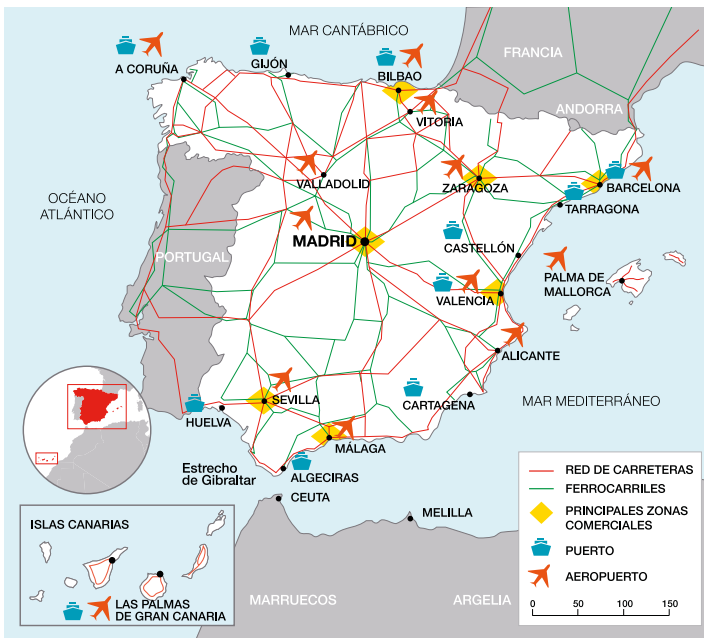 MAR CANTÁBRICO
FRANCIA
A CORUÑA
GIJÓN
BILBAO
ANDORRA
VITORIA
VALLADOLID
ZARAGOZA
BARCELONA
OCÉANO
ATLÁNTICO
TARRAGONA
MADRID
CASTELLÓN
PORTUGAL
PALMA DE
MALLORCA
VALENCIA
ALICANTE
SEVILLA
CARTAGENA
MAR MEDITERRÁNEO
HUELVA
MÁLAGA
Estrecho
de Gibraltar
ALGECIRAS
CEUTA
MELILLA
ISLAS CANARIAS
LAS PALMAS
DE GRAN CANARIA
MARRUECOS
ARGELIA
RED DE CARRETERAS
FERROCARRILES
PRINCIPALES ZONAS
COMERCIALES
PUERTO
AEROPUERTO
0 50 100 150